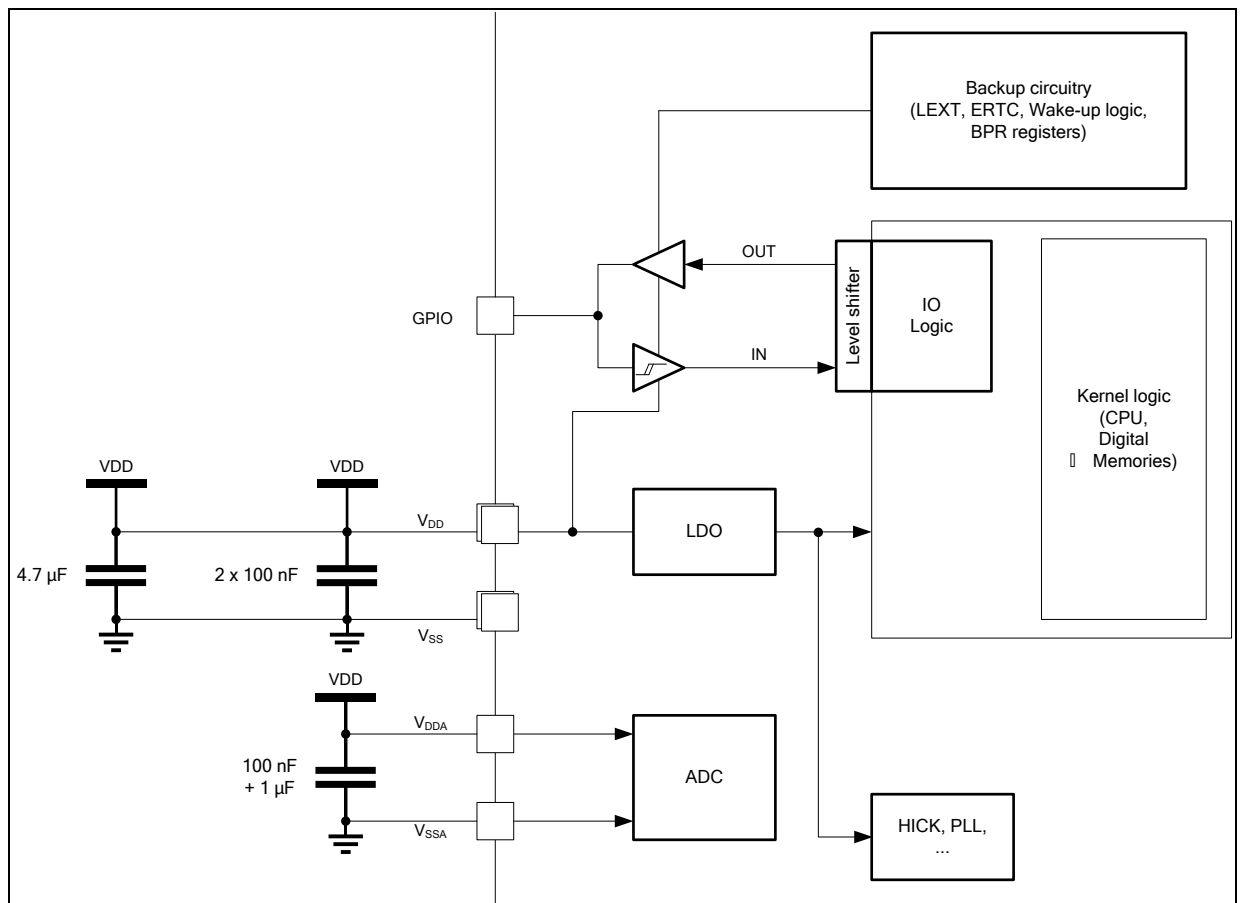 Backup circuitry
(LEXT, ERTC, Wake-up logic,
BPR registers)
OUT
Level shifter
IO
Logic
GPIO
IN
Kernel logic
(CPU,
Digital
▯ Memories)
VDD
VDD
VDD
LDO
4.7 µF
2 x 100 nF
VSS
VDD
VDDA
100 nF
+ 1 µF
ADC
VSSA
HICK, PLL,
...